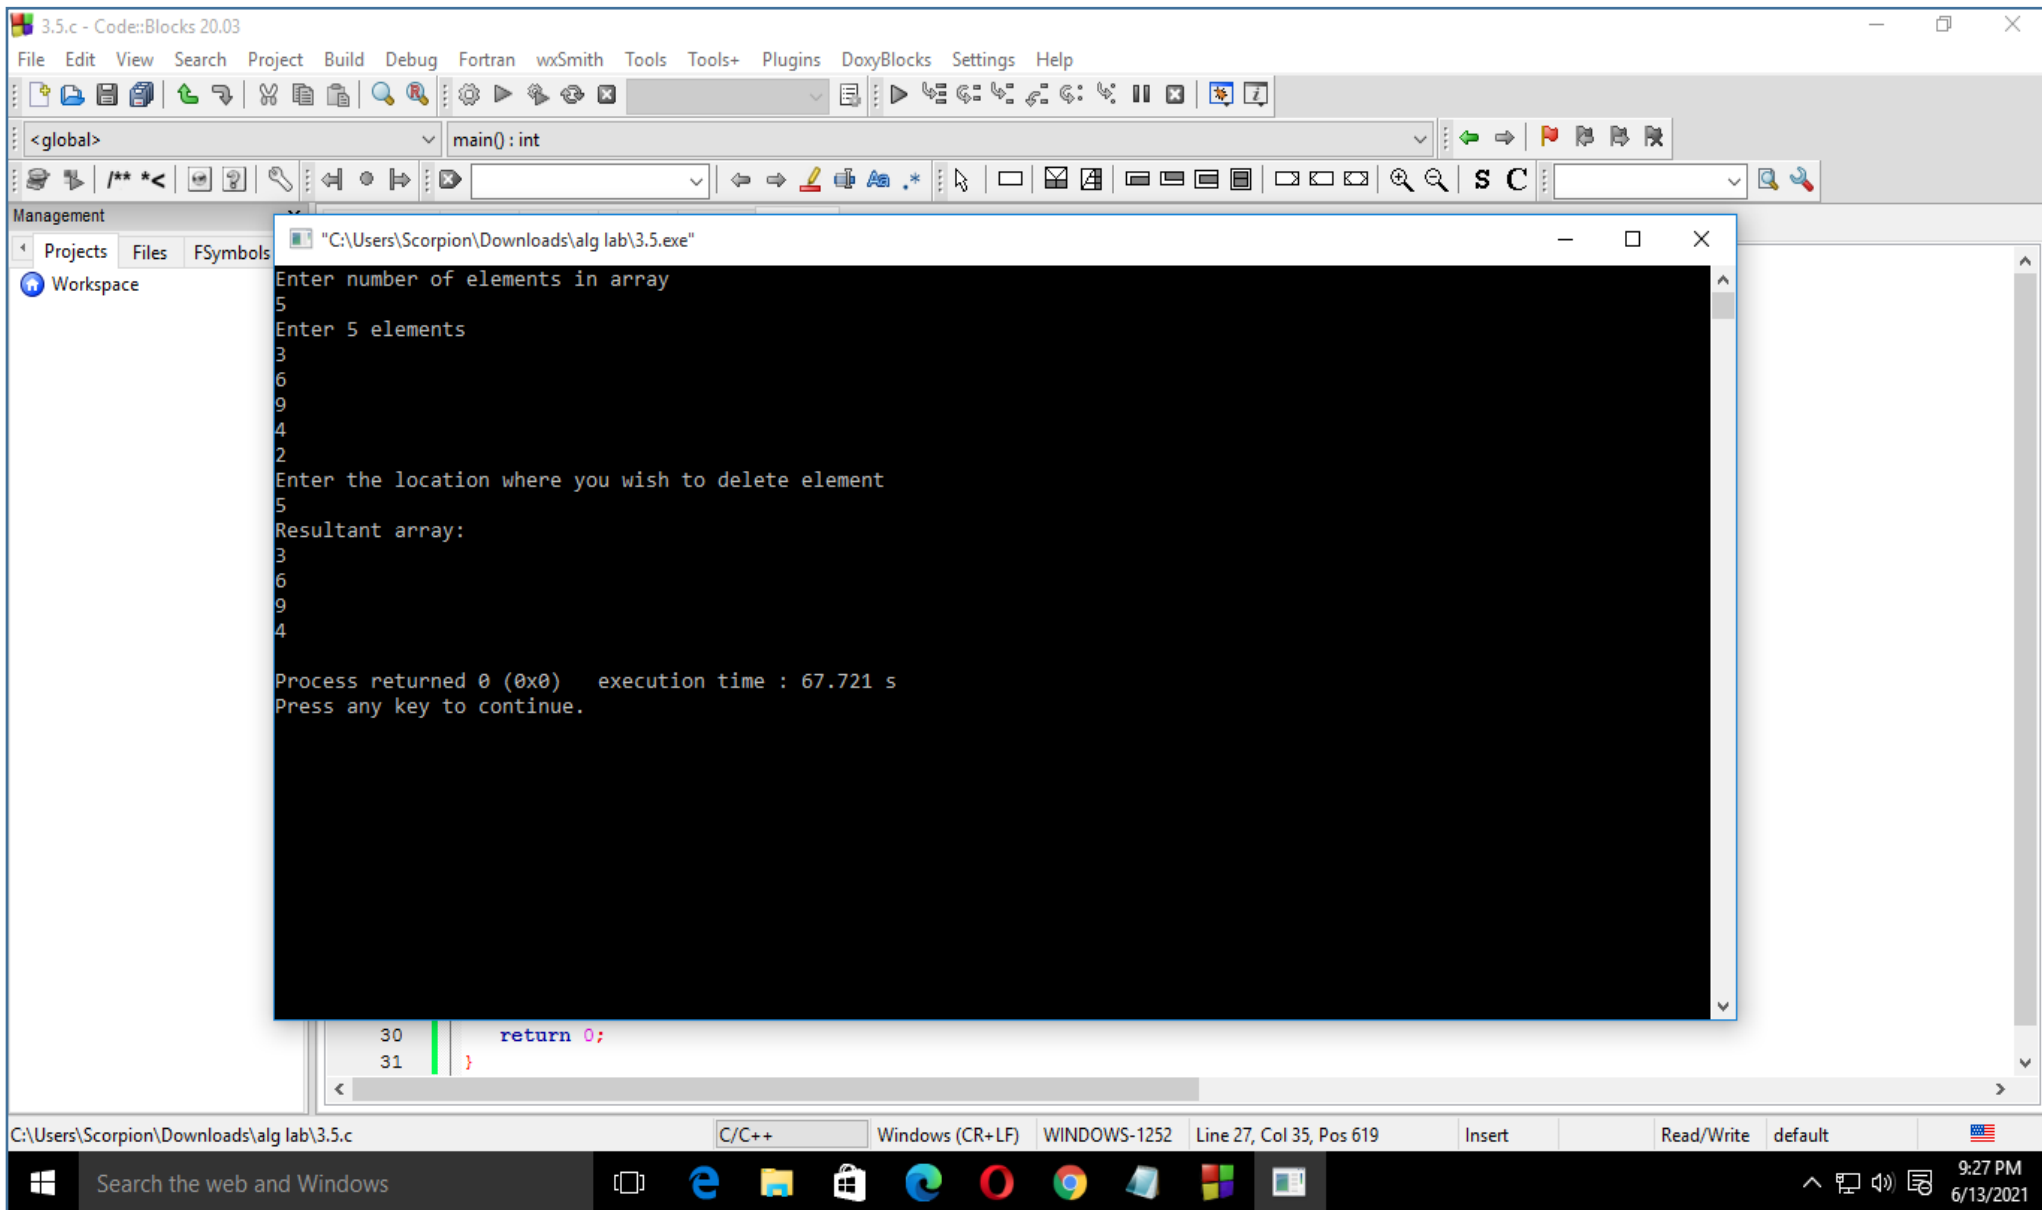 3.5.c - Code::Blocks 20.03
File Edit View Search Project Build Debug Fortran wxSmith Tools Tools+ Plugins DoxyBlocks Settings Help
<global> main() : int
/** *< Aa .* S C
Management
Projects Files FSymbols
Workspace
"C:\Users\Scorpion\Downloads\alg lab\3.5.exe"
Enter number of elements in array
5
Enter 5 elements
3
6
9
4
2
Enter the location where you wish to delete element
5
Resultant array:
3
6
9
4
Process returned 0 (0x0) execution time : 67.721 s
Press any key to continue.
30 return 0;
31 }
C:\Users\Scorpion\Downloads\alg lab\3.5.c C/C++ Windows (CR+LF) WINDOWS-1252 Line 27, Col 35, Pos 619 Insert Read/Write default
Search the web and Windows
9:27 PM
6/13/2021